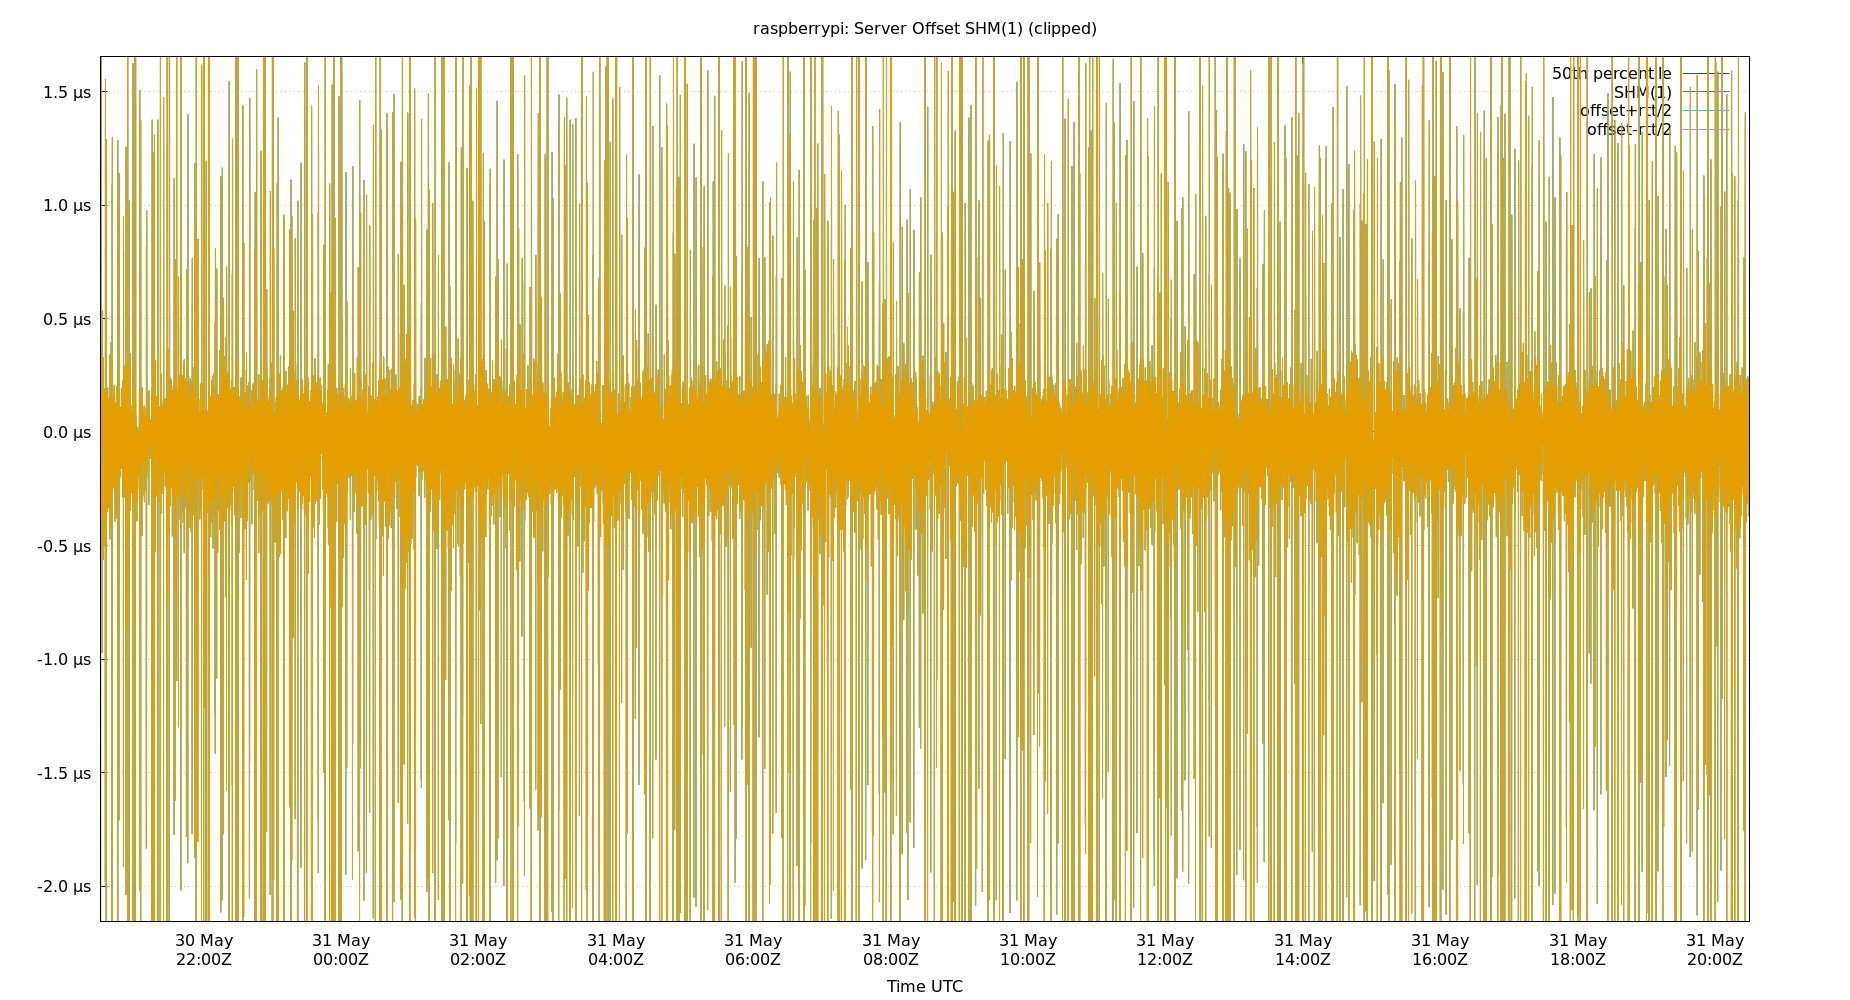 raspberrypi: Server Offset SHM(1) (clipped)
50th percentile
SHM(1)
offset+rtt/2
offset-rtt/2
1.5 µs
1.0 µs
0.5 µs
0.0 µs
-0.5 µs
-1.0 µs
-1.5 µs
-2.0 µs
30 May 31 May 31 May 31 May 31 May 31 May 31 May 31 May 31 May 31 May 31 May 31 May
22:00Z 00:00Z 02:00Z 04:00Z 06:00Z 08:00Z 10:00Z 12:00Z 14:00Z 16:00Z 18:00Z 20:00Z
Time UTC